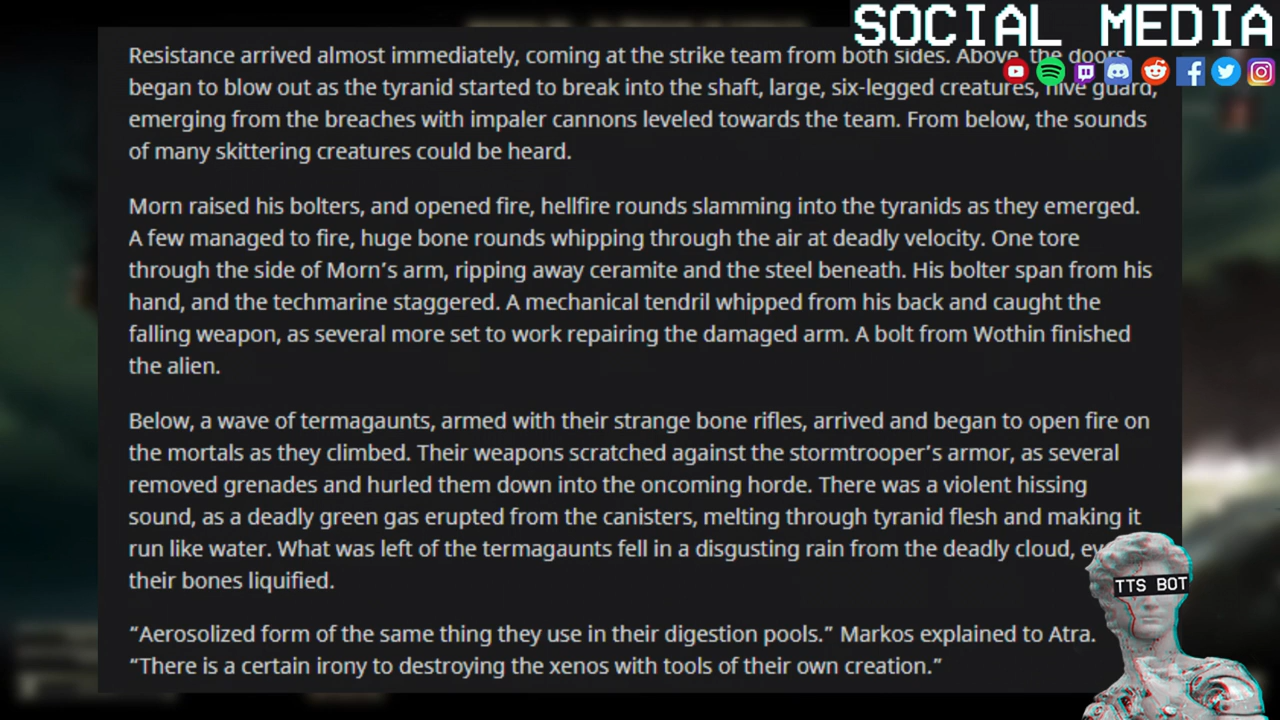 SOCIAL MEDIA
Resistance arrived almost immediately, coming at the strike team from both sides. Above, the doors
began to blow out as the tyranid started to break into the shaft, large, six-legged creatures, hive guard,
emerging from the breaches with impaler cannons leveled towards the team. From below, the sounds
of many skittering creatures could be heard.
Morn raised his bolters, and opened fire, hellfire rounds slamming into the tyranids as they emerged.
A few managed to fire, huge bone rounds whipping through the air at deadly velocity. One tore
through the side of Morn’s arm, ripping away ceramite and the steel beneath. His bolter span from his
hand, and the techmarine staggered. A mechanical tendril whipped from his back and caught the
falling weapon, as several more set to work repairing the damaged arm. A bolt from Wothin finished
the alien.
Below, a wave of termagaunts, armed with their strange bone rifles, arrived and began to open fire on
the mortals as they climbed. Their weapons scratched against the stormtrooper’s armor, as several
removed grenades and hurled them down into the oncoming horde. There was a violent hissing
sound, as a deadly green gas erupted from the canisters, melting through tyranid flesh and making it
run like water. What was left of the termagaunts fell in a disgusting rain from the deadly cloud,
their bones liquified.
TTS BOT
“Aerosolized form of the same thing they use in their digestion pools.” Markos explained to Atra.
“There is a certain irony to destroying the xenos with tools of their own creation.”